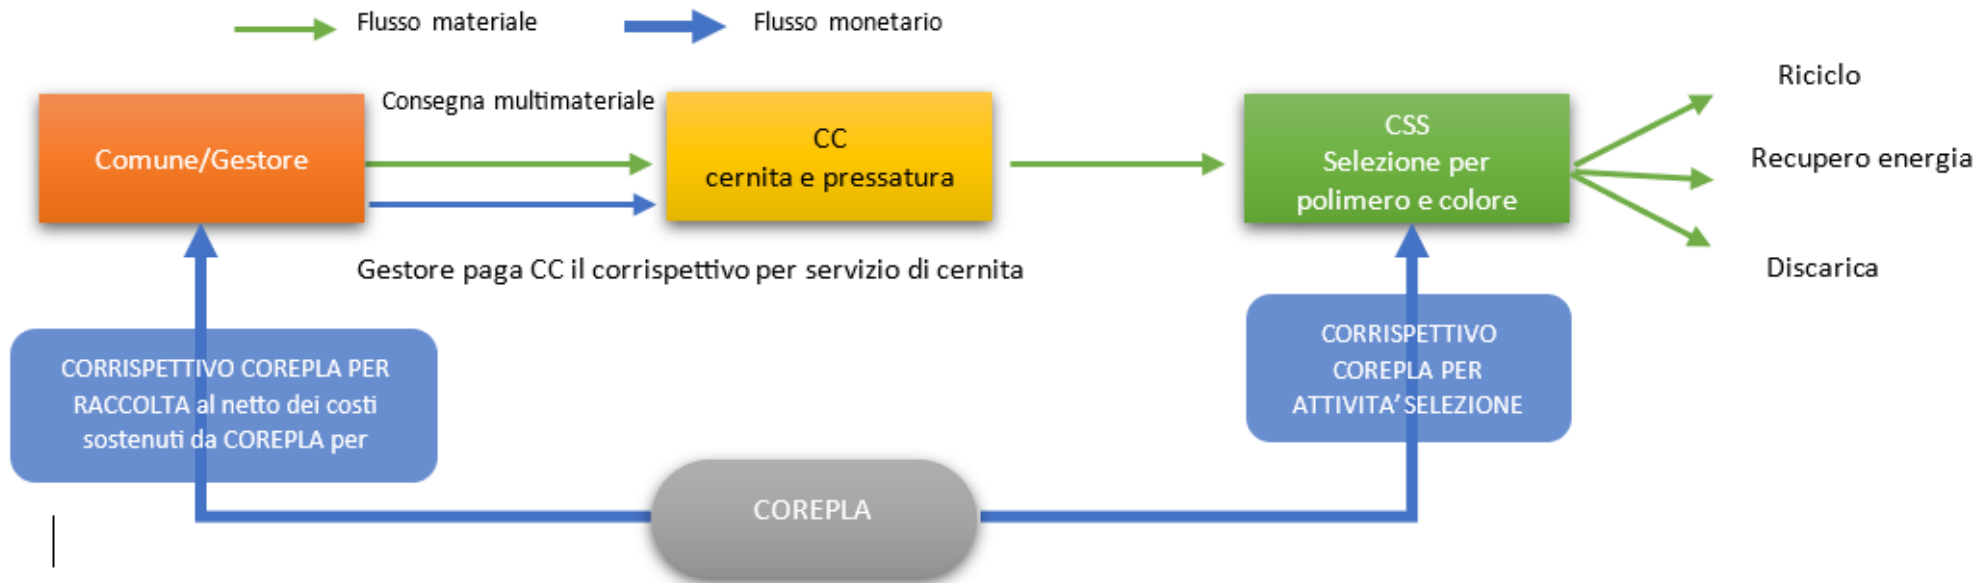 Flusso materiale
Flusso monetario
Comune/Gestore
Consegna multimateriale
CC
cernita e pressatura
CSS
Selezione per
polimero e colore
Riciclo
Recupero energia
Discarica
Gestore paga CC il corrispettivo per servizio di cernita
CORRISPETTIVO COREPLA PER
RACCOLTA al netto dei costi
sostenuti da COREPLA per
CORRISPETTIVO
COREPLA PER
ATTIVITA’ SELEZIONE
COREPLA